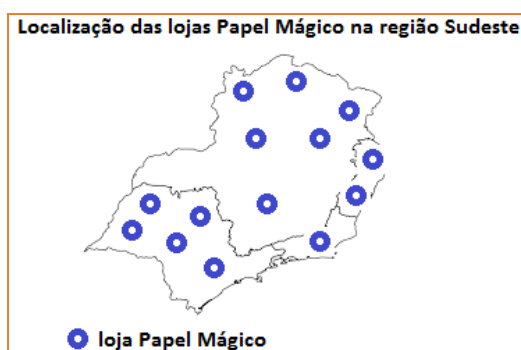 Localização das lojas Papel Mágico na região Sudeste
loja Papel Mágico